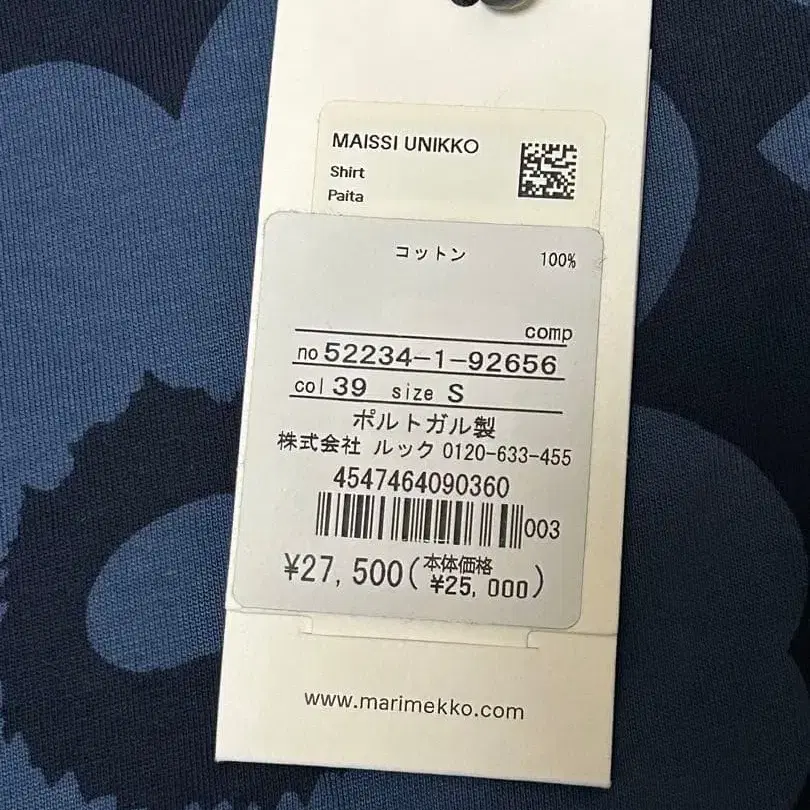 MAISSI UNIKKO
Shirt
Paita
コットン 100%
comp
no 52234-1-92656
col 39 size S
ポルトガル製
株式会社 ルック 0120-633-455
4547464090360
003
¥27,500(本体価格 ¥25,000)
www.marimekko.com